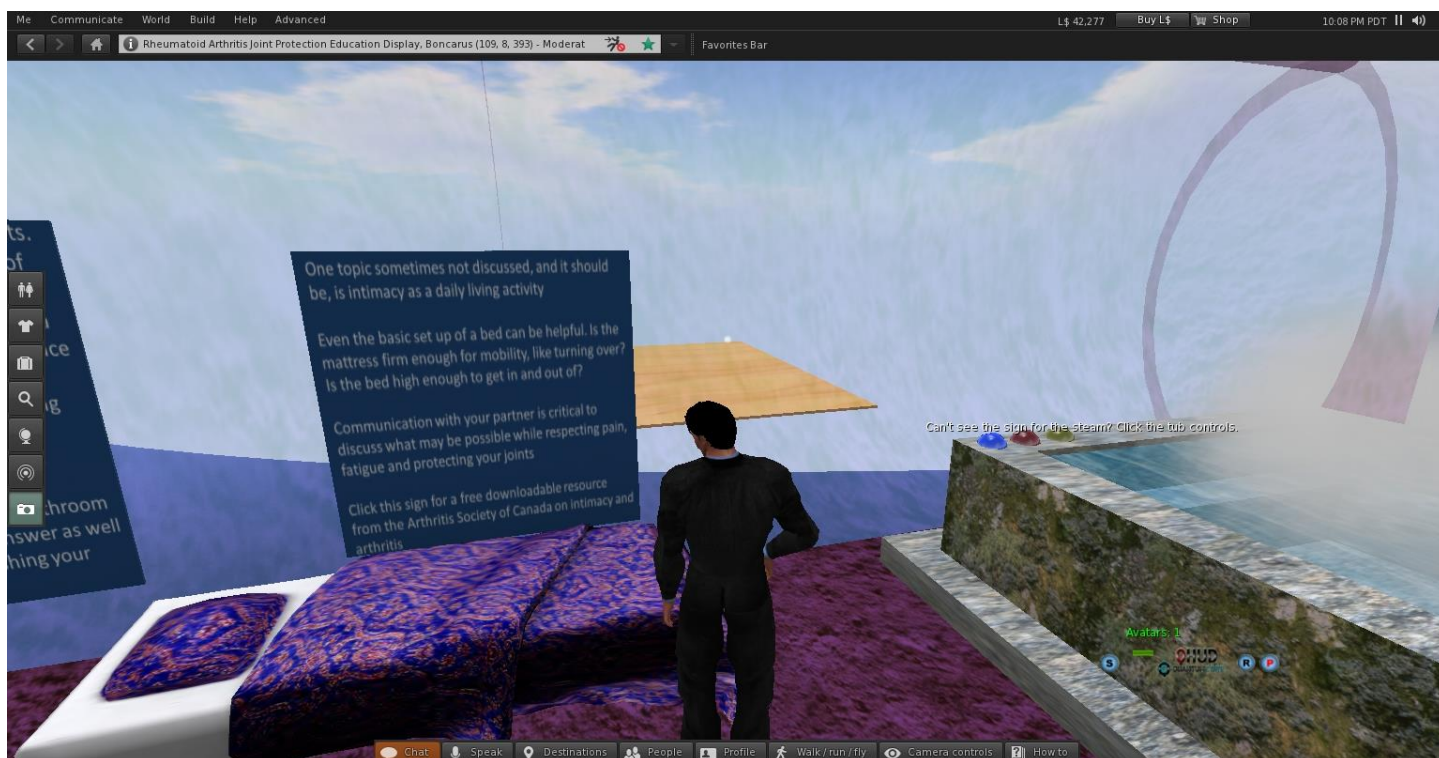 Me Communicate World Build Help Advanced
L$ 42,277 Buy L$ Shop 10:08 PM PDT
Rheumatoid Arthritis Joint Protection Education Display, Boncarus (109, 8, 393) - Moderat
Favorites Bar
ts.
of
ice
g
throom
nswer as well
hing your
One topic sometimes not discussed, and it should
be, is intimacy as a daily living activity
Even the basic set up of a bed can be helpful. Is the
mattress firm enough for mobility, like turning over?
Is the bed high enough to get in and out of?
Communication with your partner is critical to
discuss what may be possible while respecting pain,
fatigue and protecting your joints
Click this sign for a free downloadable resource
from the Arthritis Society of Canada on intimacy and
arthritis
Can't see the sign for the steam? Click the tub controls.
Avatars: 1
S HUD R P
Chat Speak Destinations People Profile Walk / run / fly Camera controls How to